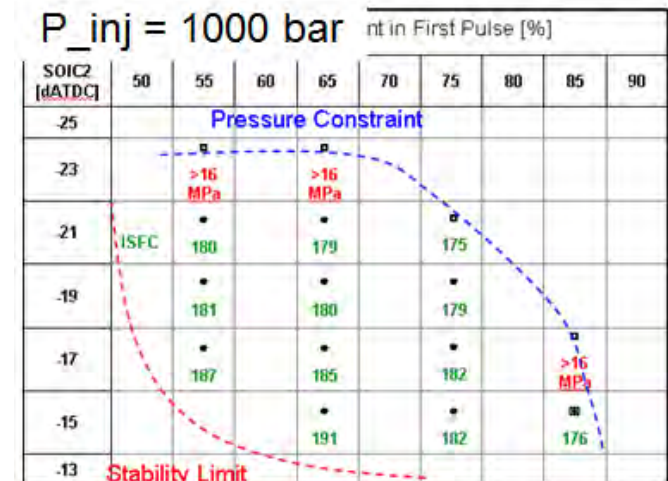 P_inj = 1000 bar
nt in First Pulse [%]
SOIC2 [dATDC] 50 55 60 65 70 75 80 85 90
-25
Pressure Constraint
-23 >16 MPa >16 MPa
-21 ISFC 180 179 175
-19 181 180 179
-17 187 185 182 >16 MPa
-15 191 182 176
-13
Stability Limit